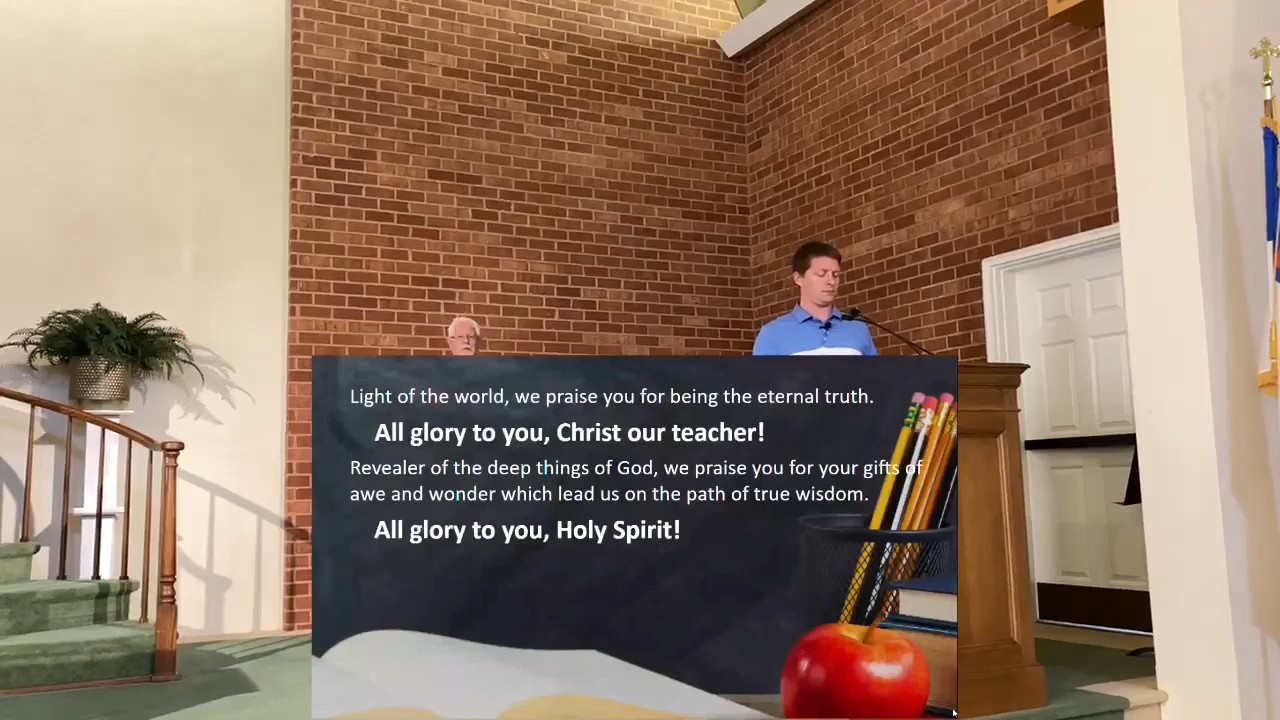 Light of the world, we praise you for being the eternal truth.
All glory to you, Christ our teacher!
Revealer of the deep things of God, we praise you for your gifts of
awe and wonder which lead us on the path of true wisdom.
All glory to you, Holy Spirit!